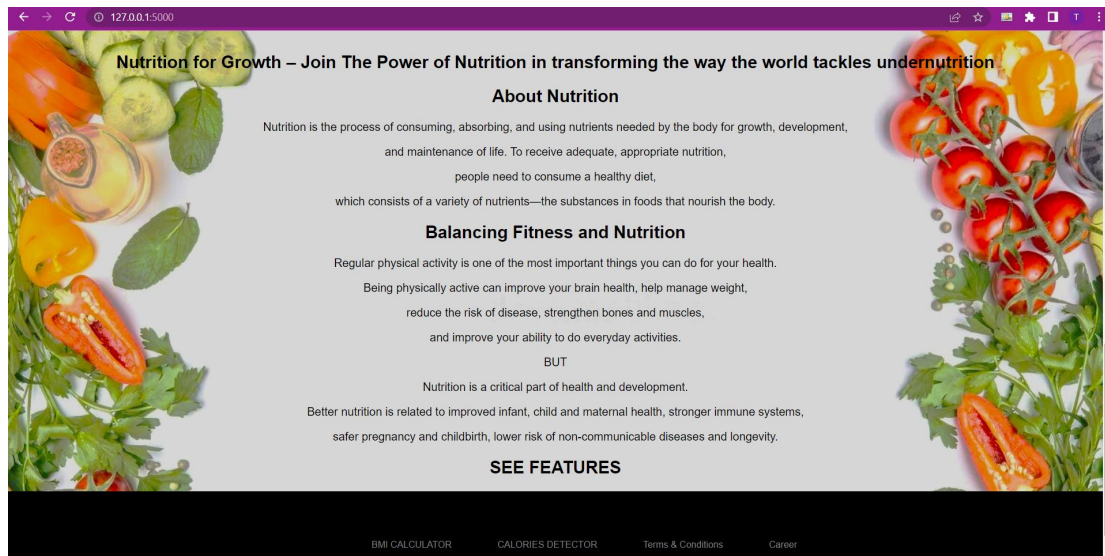 127.0.0.1:5000
T
Nutrition for Growth – Join The Power of Nutrition in transforming the way the world tackles undernutrition
About Nutrition
Nutrition is the process of consuming, absorbing, and using nutrients needed by the body for growth, development,
and maintenance of life. To receive adequate, appropriate nutrition,
people need to consume a healthy diet,
which consists of a variety of nutrients—the substances in foods that nourish the body.
Balancing Fitness and Nutrition
Regular physical activity is one of the most important things you can do for your health.
Being physically active can improve your brain health, help manage weight,
reduce the risk of disease, strengthen bones and muscles,
and improve your ability to do everyday activities.
BUT
Nutrition is a critical part of health and development.
Better nutrition is related to improved infant, child and maternal health, stronger immune systems,
safer pregnancy and childbirth, lower risk of non-communicable diseases and longevity.
SEE FEATURES
BMI CALCULATOR CALORIES DETECTOR Terms & Conditions Career